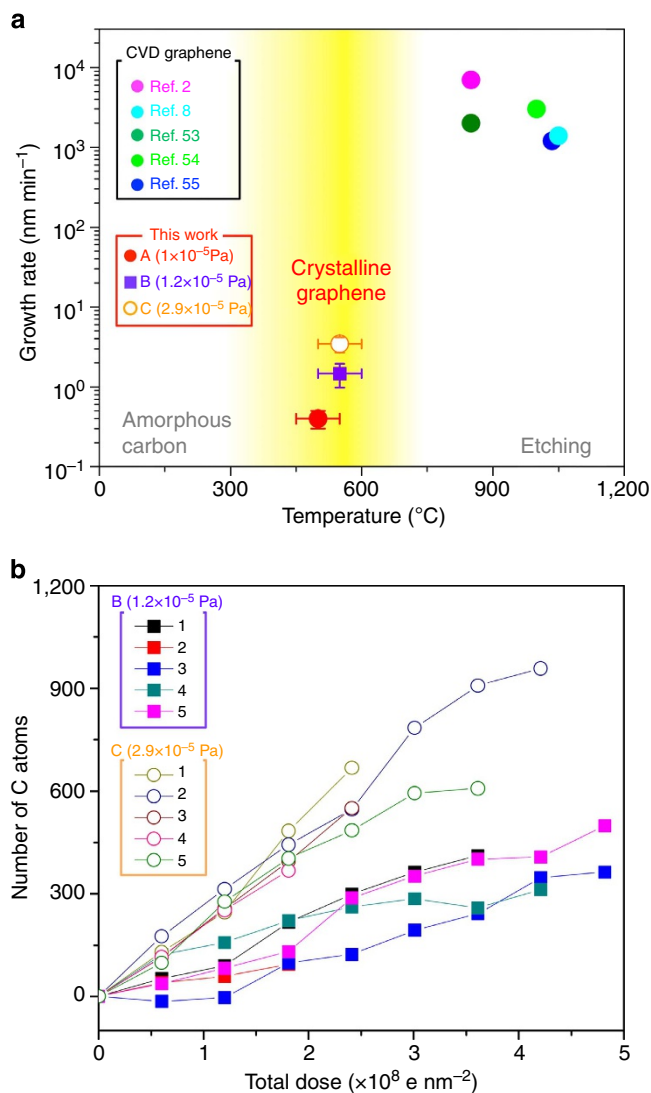 a
CVD graphene
Ref. 2
Ref. 8
Ref. 53
Ref. 54
Ref. 55
This work
A (1×10⁻⁵Pa)
B (1.2×10⁻⁵ Pa)
C (2.9×10⁻⁵ Pa)
Crystalline
graphene
Amorphous
carbon
Etching
Growth rate (nm min⁻¹)
10⁴
10³
10²
10¹
10⁰
10⁻¹
0 300 600 900 1,200
Temperature (°C)
b
B (1.2×10⁻⁵ Pa)
1
2
3
4
5
C (2.9×10⁻⁵ Pa)
1
2
3
4
5
Number of C atoms
1,200
900
600
300
0
0 1 2 3 4 5
Total dose (×10⁸ e nm⁻²)